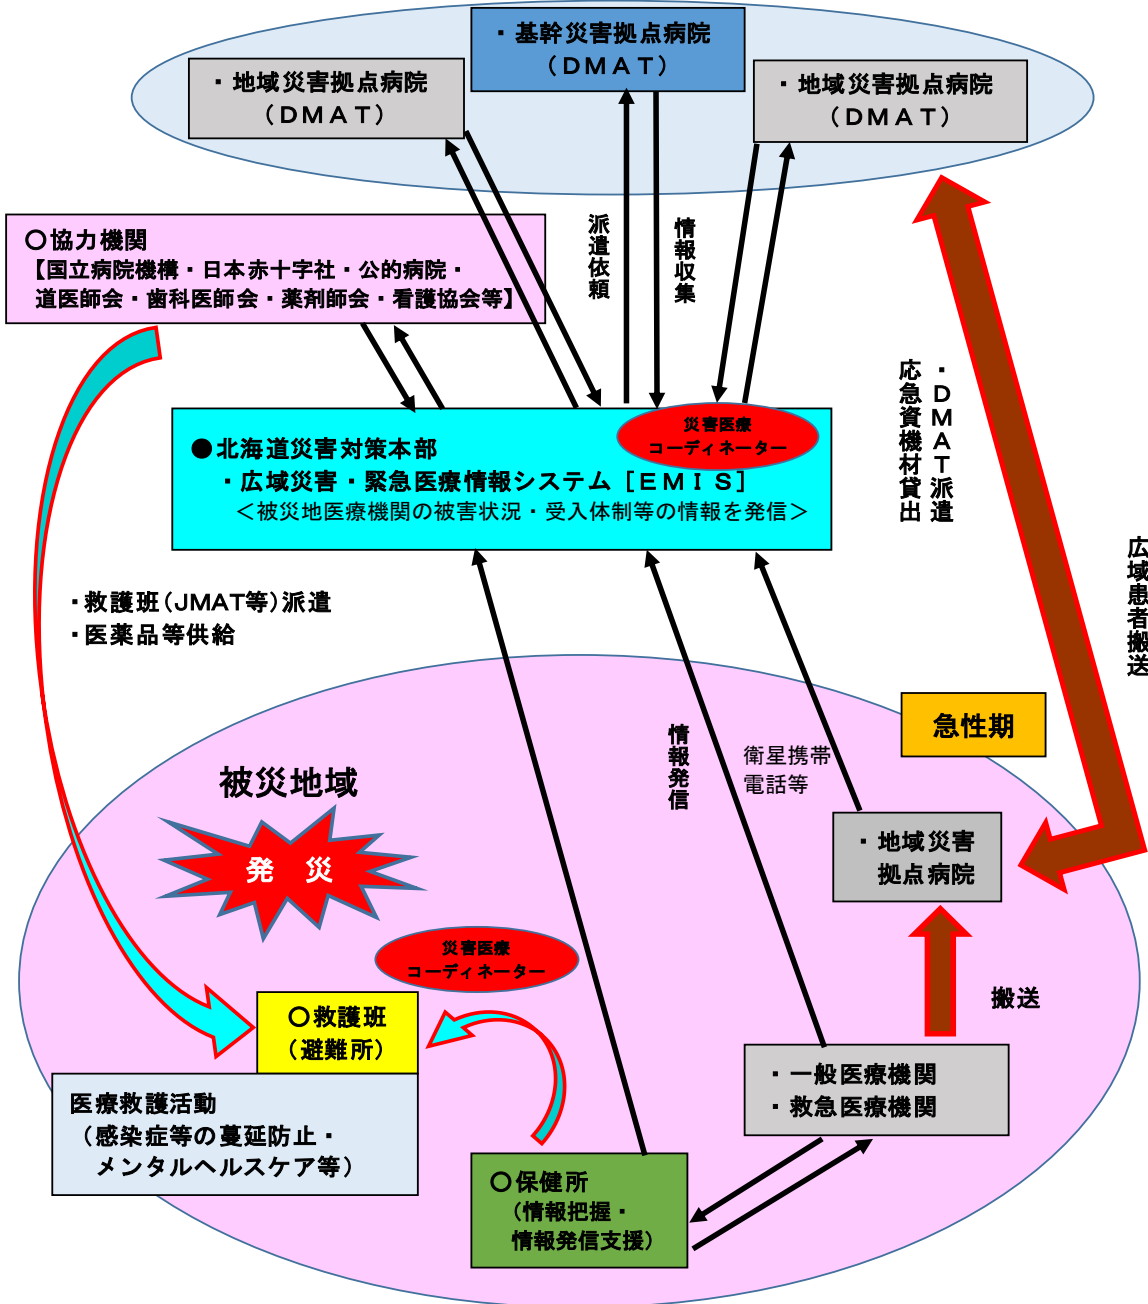 ・基幹災害拠点病院
（ＤＭＡＴ）
・地域災害拠点病院
（ＤＭＡＴ）
・地域災害拠点病院
（ＤＭＡＴ）
派遣依頼
情報収集
○協力機関
【国立病院機構・日本赤十字社・公的病院・
道医師会・歯科医師会・薬剤師会・看護協会等】
・ＤＭＡＴ派遣
応急資機材貸出
広域患者搬送
災害医療
コーディネーター
●北海道災害対策本部
・広域災害・緊急医療情報システム［ＥＭＩＳ］
＜被災地医療機関の被害状況・受入体制等の情報を発信＞
・救護班（JMAT等）派遣
・医薬品等供給
急性期
被災地域
情報発信
衛星携帯
電話等
発　災
・地域災害
拠点病院
災害医療
コーディネーター
搬送
○救護班
（避難所）
医療救護活動
（感染症等の蔓延防止・
メンタルヘルスケア等）
・一般医療機関
・救急医療機関
○保健所
（情報把握・
情報発信支援）